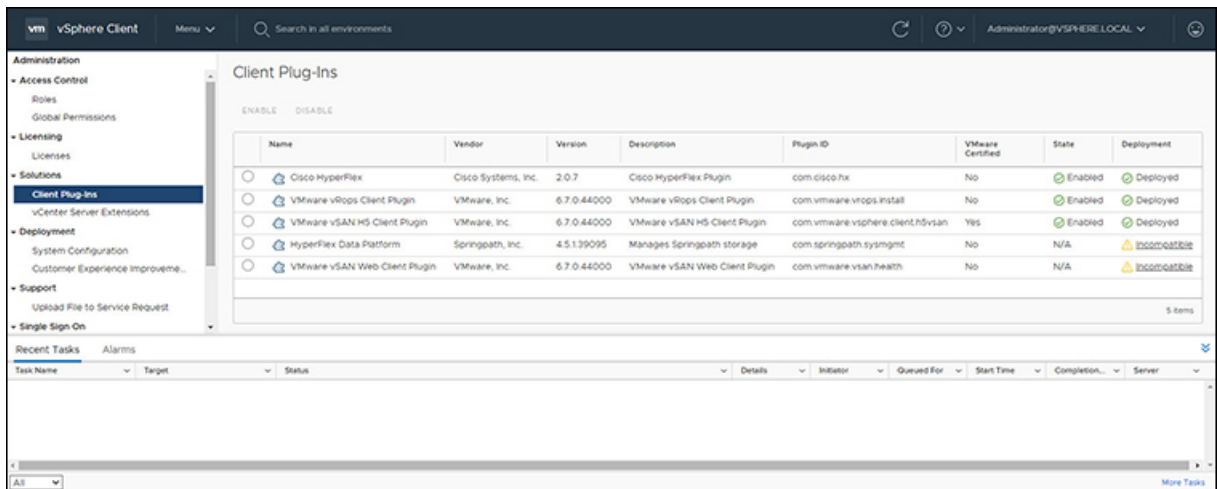 vm vSphere Client Menu Search in all environments Administrator@VSPHERE.LOCAL
Administration
Access Control
Roles
Global Permissions
Licensing
Licenses
Solutions
Client Plug-Ins
vCenter Server Extensions
Deployment
System Configuration
Customer Experience Improveme...
Support
Upload File to Service Request
Single Sign On
Client Plug-Ins
ENABLE DISABLE
Name Vendor Version Description Plugin ID VMware Certified State Deployment
Cisco HyperFlex Cisco Systems, Inc. 2.0.7 Cisco HyperFlex Plugin com.cisco.hx No Enabled Deployed
VMware vRops Client Plugin VMware, Inc. 6.7.0.44000 VMware vRops Client Plugin com.vmware.vrops.install No Enabled Deployed
VMware vSAN H5 Client Plugin VMware, Inc. 6.7.0.44000 VMware vSAN H5 Client Plugin com.vmware.vsphere.client.h5vsan Yes Enabled Deployed
HyperFlex Data Platform Springpath, Inc. 4.5.1.39095 Manages Springpath storage com.springpath.sysmgmt No N/A Incompatible
VMware vSAN Web Client Plugin VMware, Inc. 6.7.0.44000 VMware vSAN Web Client Plugin com.vmware.vsan.health No N/A Incompatible
5 items
Recent Tasks Alarms
Task Name Target Status Details Initiator Queued For Start Time Completion... Server
All More Tasks